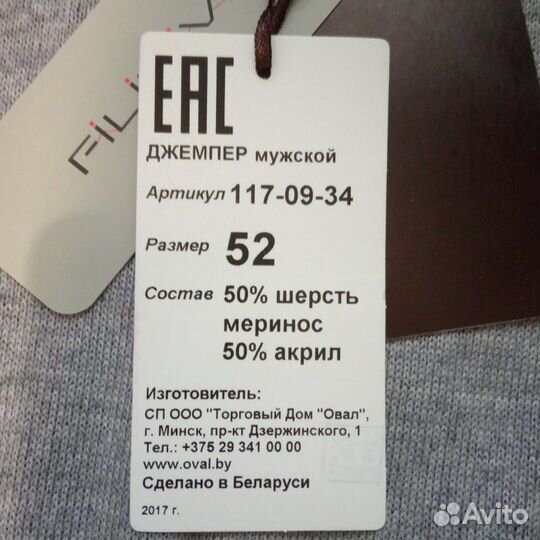 EAC
ДЖЕМПЕР мужской
Артикул 117-09-34
Размер 52
Состав 50% шерсть
меринос
50% акрил
Изготовитель:
СП ООО "Торговый Дом "Овал",
г. Минск, пр-кт Дзержинского, 1
Тел.: +375 29 341 00 00
www.oval.by
Сделано в Беларуси
2017 г.
Avito